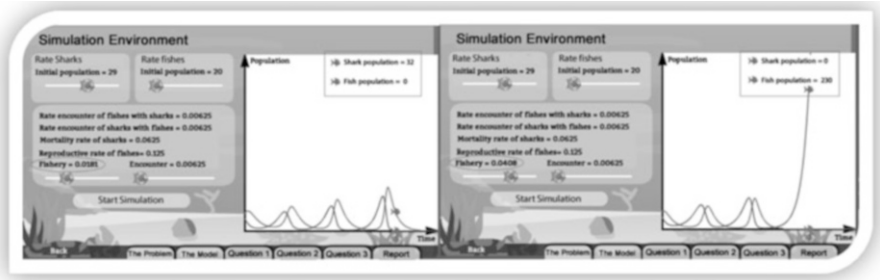 Simulation Environment
Rate Sharks
Rate fishes
Initial population = 29
Initial population = 20
Rate encounter of fishes with sharks = 0.00625
Rate encounter of sharks with fishes = 0.00625
Mortality rate of sharks = 0.0625
Reproductive rate of fishes= 0.125
Fishery = 0.0181
Encounter = 0.00625
Start Simulation
Population
Shark population = 32
Fish population = 0
Time
Back
The Problem
The Model
Question 1
Question 2
Question 3
Report
Simulation Environment
Rate Sharks
Rate fishes
Initial population = 29
Initial population = 20
Rate encounter of fishes with sharks = 0.00625
Rate encounter of sharks with fishes = 0.00625
Mortality rate of sharks = 0.0625
Reproductive rate of fishes= 0.125
Fishery = 0.0408
Encounter = 0.00625
Start Simulation
Population
Shark population = 0
Fish population = 230
Time
Back
The Problem
The Model
Question 1
Question 2
Question 3
Report